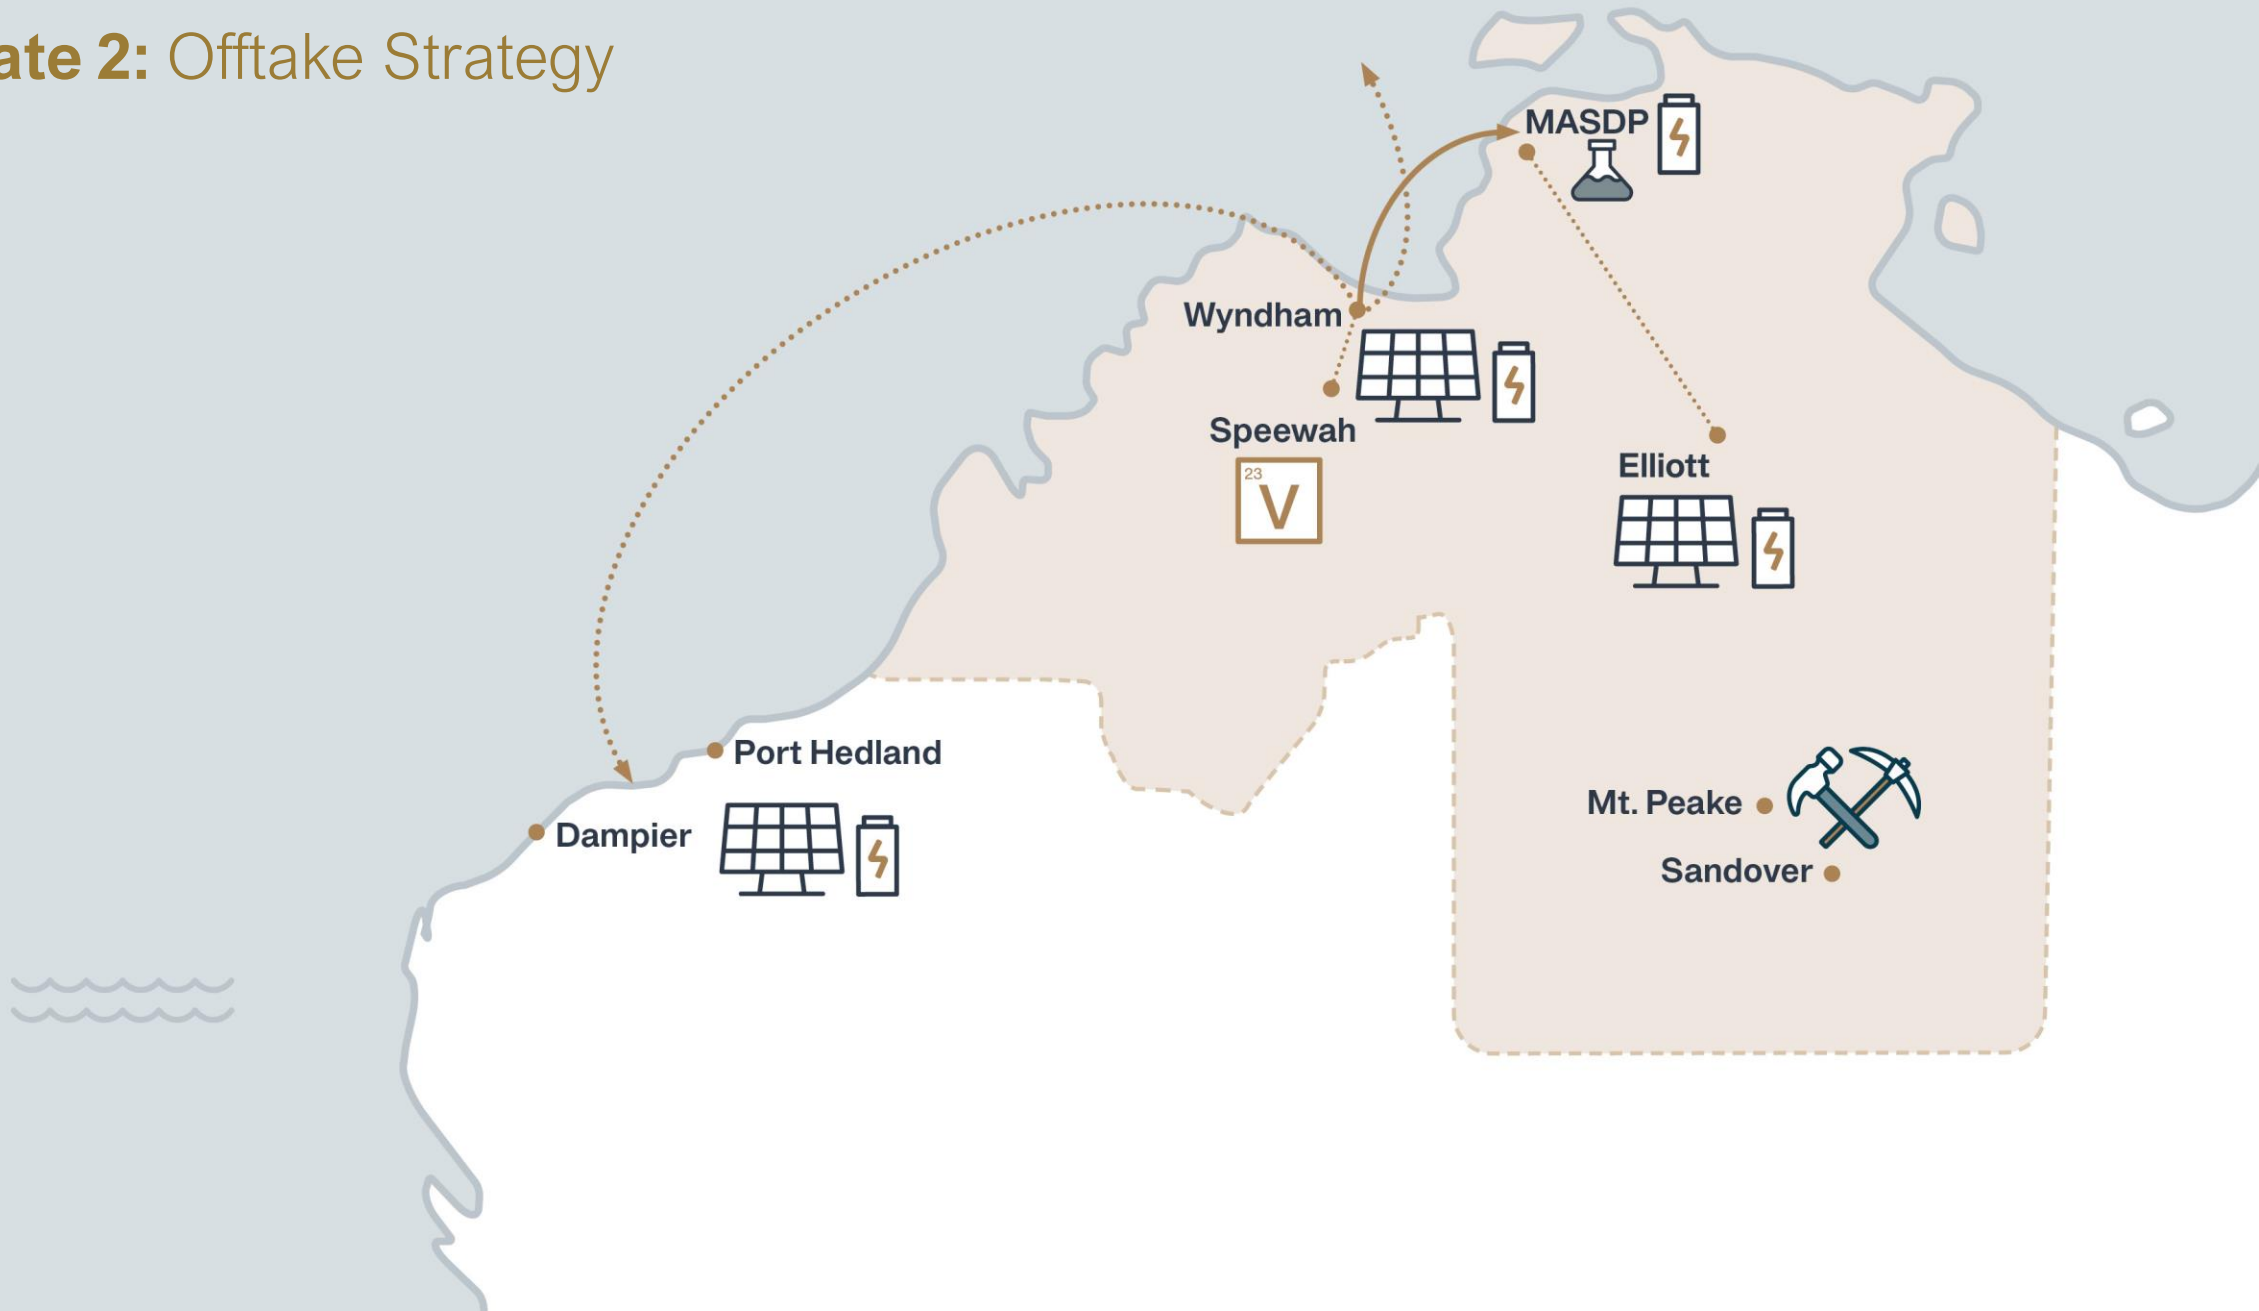 ate 2: Offtake Strategy
MASDP
Wyndham
Speewah
23
V
Elliott
Port Hedland
Dampier
Mt. Peake
Sandover